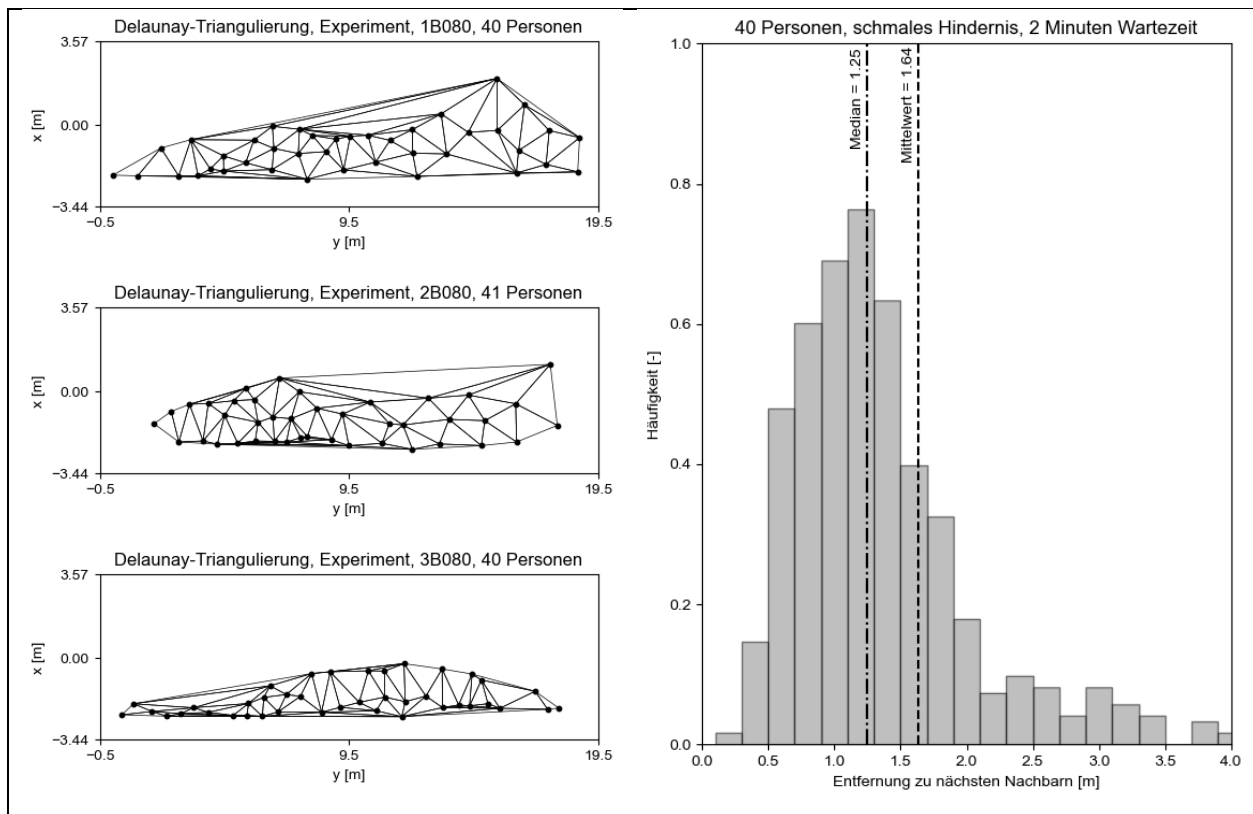 Delaunay-Triangulierung, Experiment, 1B080, 40 Personen
3.57
0.00
−3.44
x [m]
−0.5
9.5
19.5
y [m]
Delaunay-Triangulierung, Experiment, 2B080, 41 Personen
3.57
0.00
−3.44
x [m]
−0.5
9.5
19.5
y [m]
Delaunay-Triangulierung, Experiment, 3B080, 40 Personen
3.57
0.00
−3.44
x [m]
−0.5
9.5
19.5
y [m]
40 Personen, schmales Hindernis, 2 Minuten Wartezeit
1.0
0.8
0.6
0.4
0.2
0.0
Häufigkeit [-]
Median = 1.25
Mittelwert = 1.64
0.0
0.5
1.0
1.5
2.0
2.5
3.0
3.5
4.0
Entfernung zu nächsten Nachbarn [m]